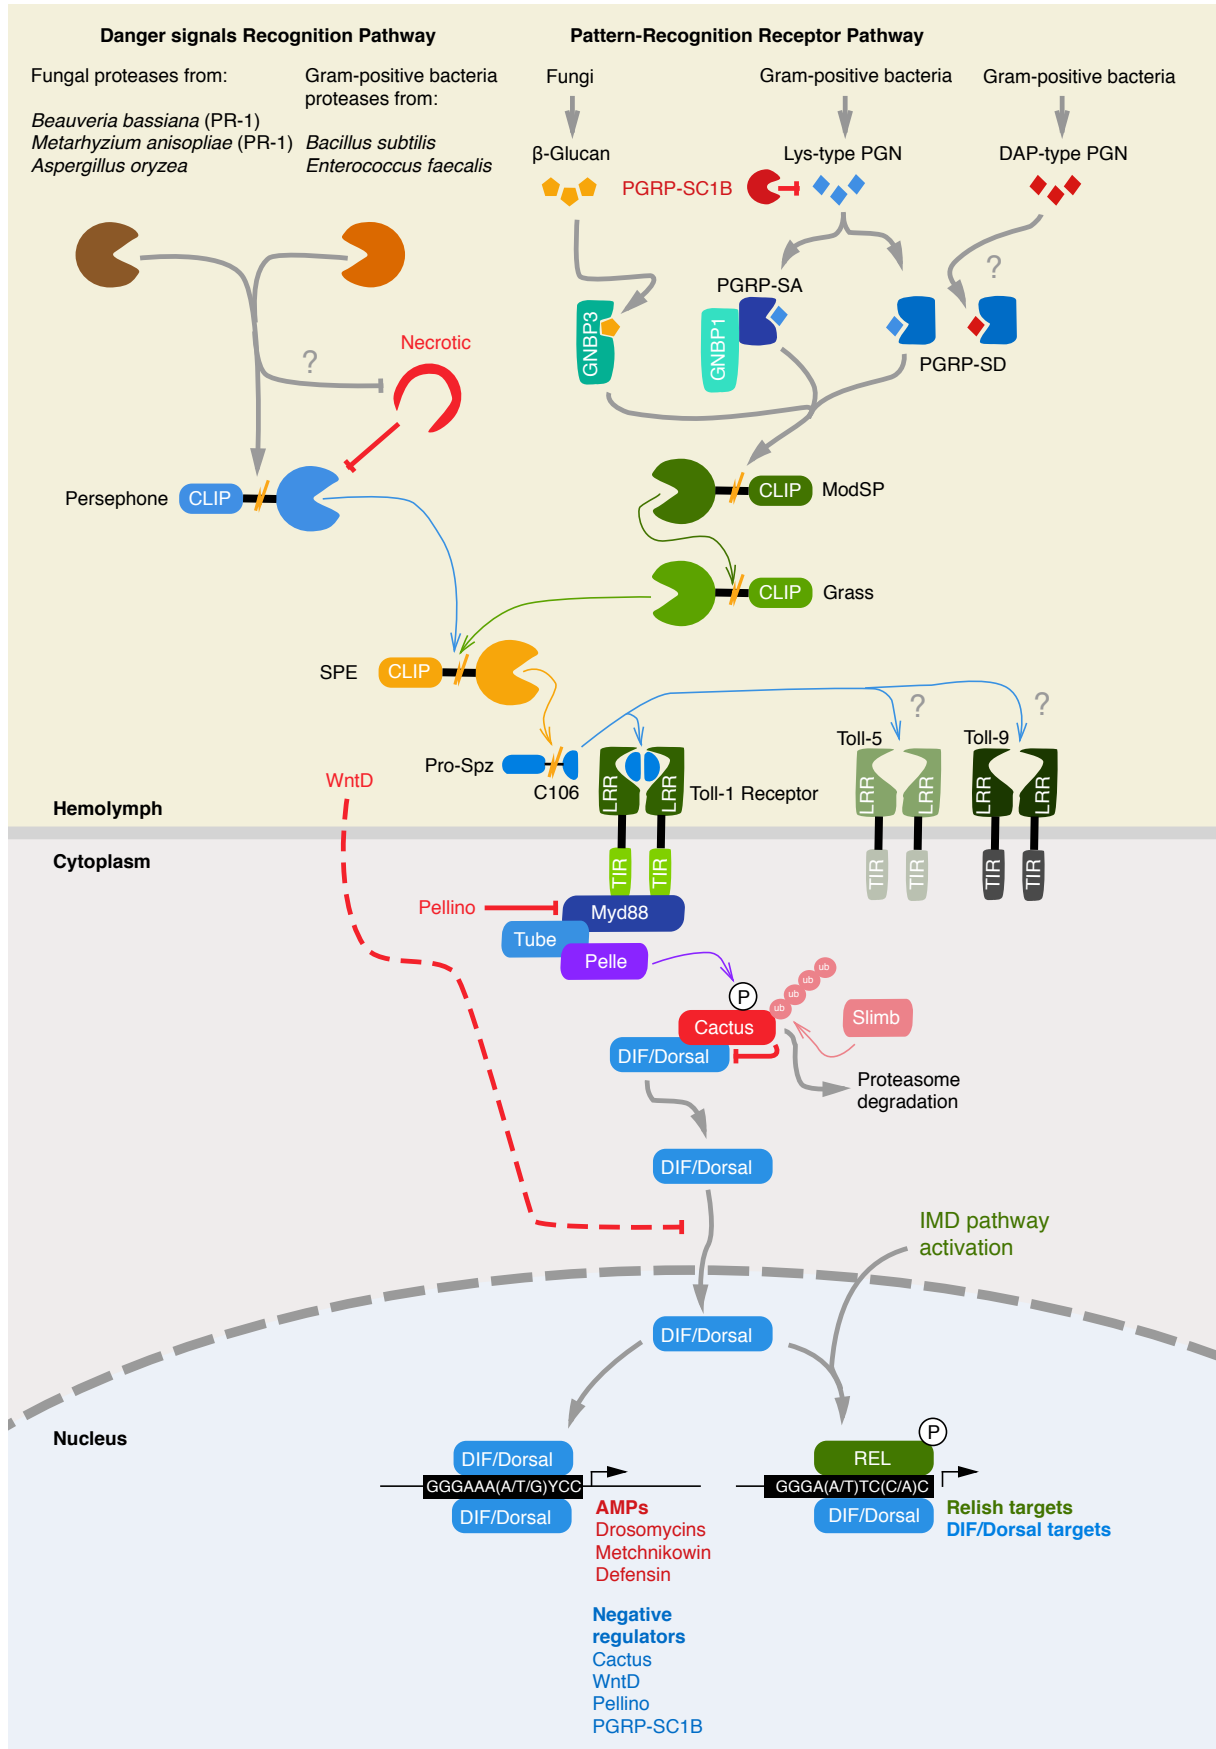 Danger signals Recognition Pathway
Pattern-Recognition Receptor Pathway
Fungal proteases from:
Beauveria bassiana (PR-1)
Metarhyzium anisopliae (PR-1)
Aspergillus oryzea
Gram-positive bacteria
proteases from:
Bacillus subtilis
Enterococcus faecalis
Fungi
Gram-positive bacteria
Gram-positive bacteria
β-Glucan
Lys-type PGN
DAP-type PGN
PGRP-SC1B
?
PGRP-SA
GNBP3
GNBP1
PGRP-SD
Necrotic
?
Persephone
CLIP
CLIP
ModSP
CLIP
Grass
SPE
CLIP
?
?
Toll-5
Toll-9
Pro-Spz
C106
LRR
LRR
Toll-1 Receptor
LRR
LRR
LRR
LRR
WntD
Hemolymph
Cytoplasm
TIR
TIR
TIR
TIR
TIR
TIR
Pellino
Myd88
Tube
Pelle
P
ub
ub
ub
ub
Cactus
Slimb
DIF/Dorsal
Proteasome
degradation
DIF/Dorsal
IMD pathway
activation
DIF/Dorsal
Nucleus
DIF/Dorsal
GGGAAA(A/T/G)YCC
DIF/Dorsal
P
REL
GGGA(A/T)TC(C/A)C
DIF/Dorsal
AMPs
Drosomycins
Metchnikowin
Defensin
Relish targets
DIF/Dorsal targets
Negative
regulators
Cactus
WntD
Pellino
PGRP-SC1B